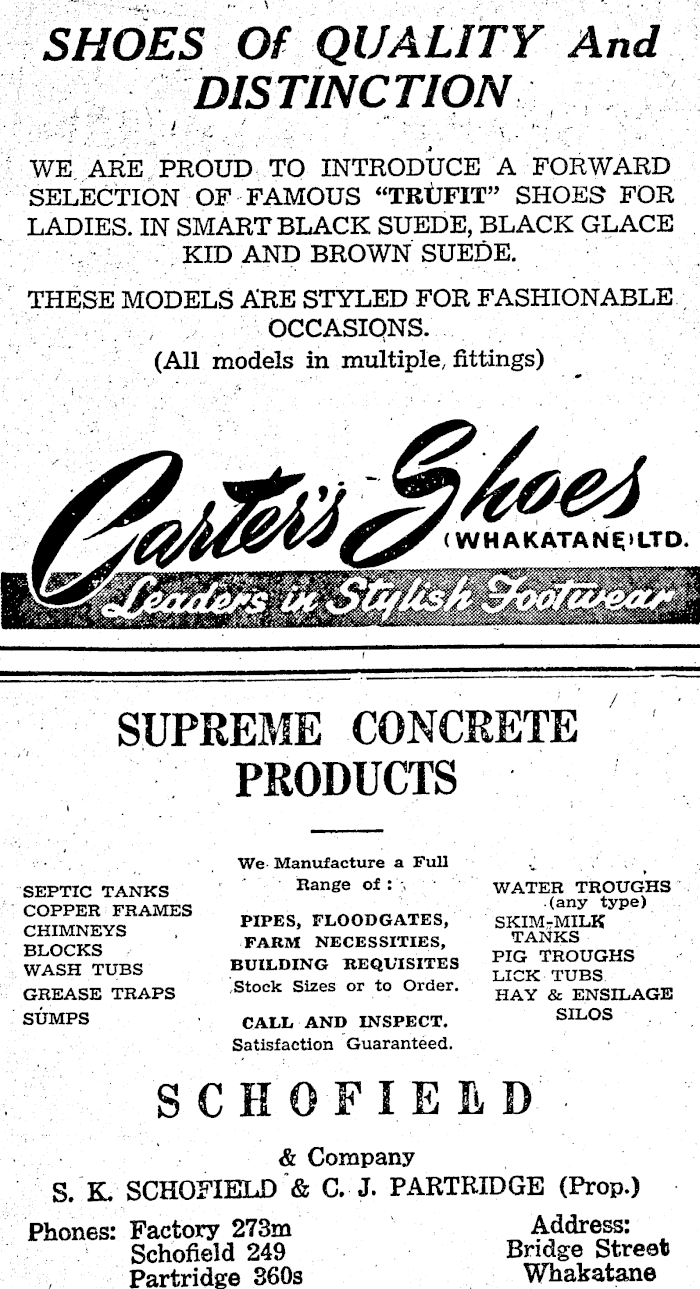 SHOES Of QUALITY And
DISTINCTION
WE ARE PROUD TO INTRODUCE A FORWARD
SELECTION OF FAMOUS “TRUFIT” SHOES FOR
LADIES. IN SMART BLACK SUEDE, BLACK GLACE
KID AND BROWN SUEDE.
THESE MODELS ARE STYLED FOR FASHIONABLE
OCCASIONS.
(All models in multiple fittings)
Carter's Shoes
(WHAKATANE) LTD.
Leaders in Stylish Footwear
SUPREME CONCRETE
PRODUCTS
SEPTIC TANKS
COPPER FRAMES
CHIMNEYS
BLOCKS
WASH TUBS
GREASE TRAPS
SUMPS
We Manufacture a Full
Range of :
PIPES, FLOODGATES,
FARM NECESSITIES,
BUILDING REQUISITES
Stock Sizes or to Order.
CALL AND INSPECT.
Satisfaction Guaranteed.
WATER TROUGHS
(any type)
SKIM-MILK
TANKS
PIG TROUGHS
LICK TUBS
HAY & ENSILAGE
SILOS
SCHOFIELD
& Company
S. K. SCHOFIELD & C. J. PARTRIDGE (Prop.)
Phones: Factory 273m
Schofield 249
Partridge 360s
Address:
Bridge Street
Whakatane